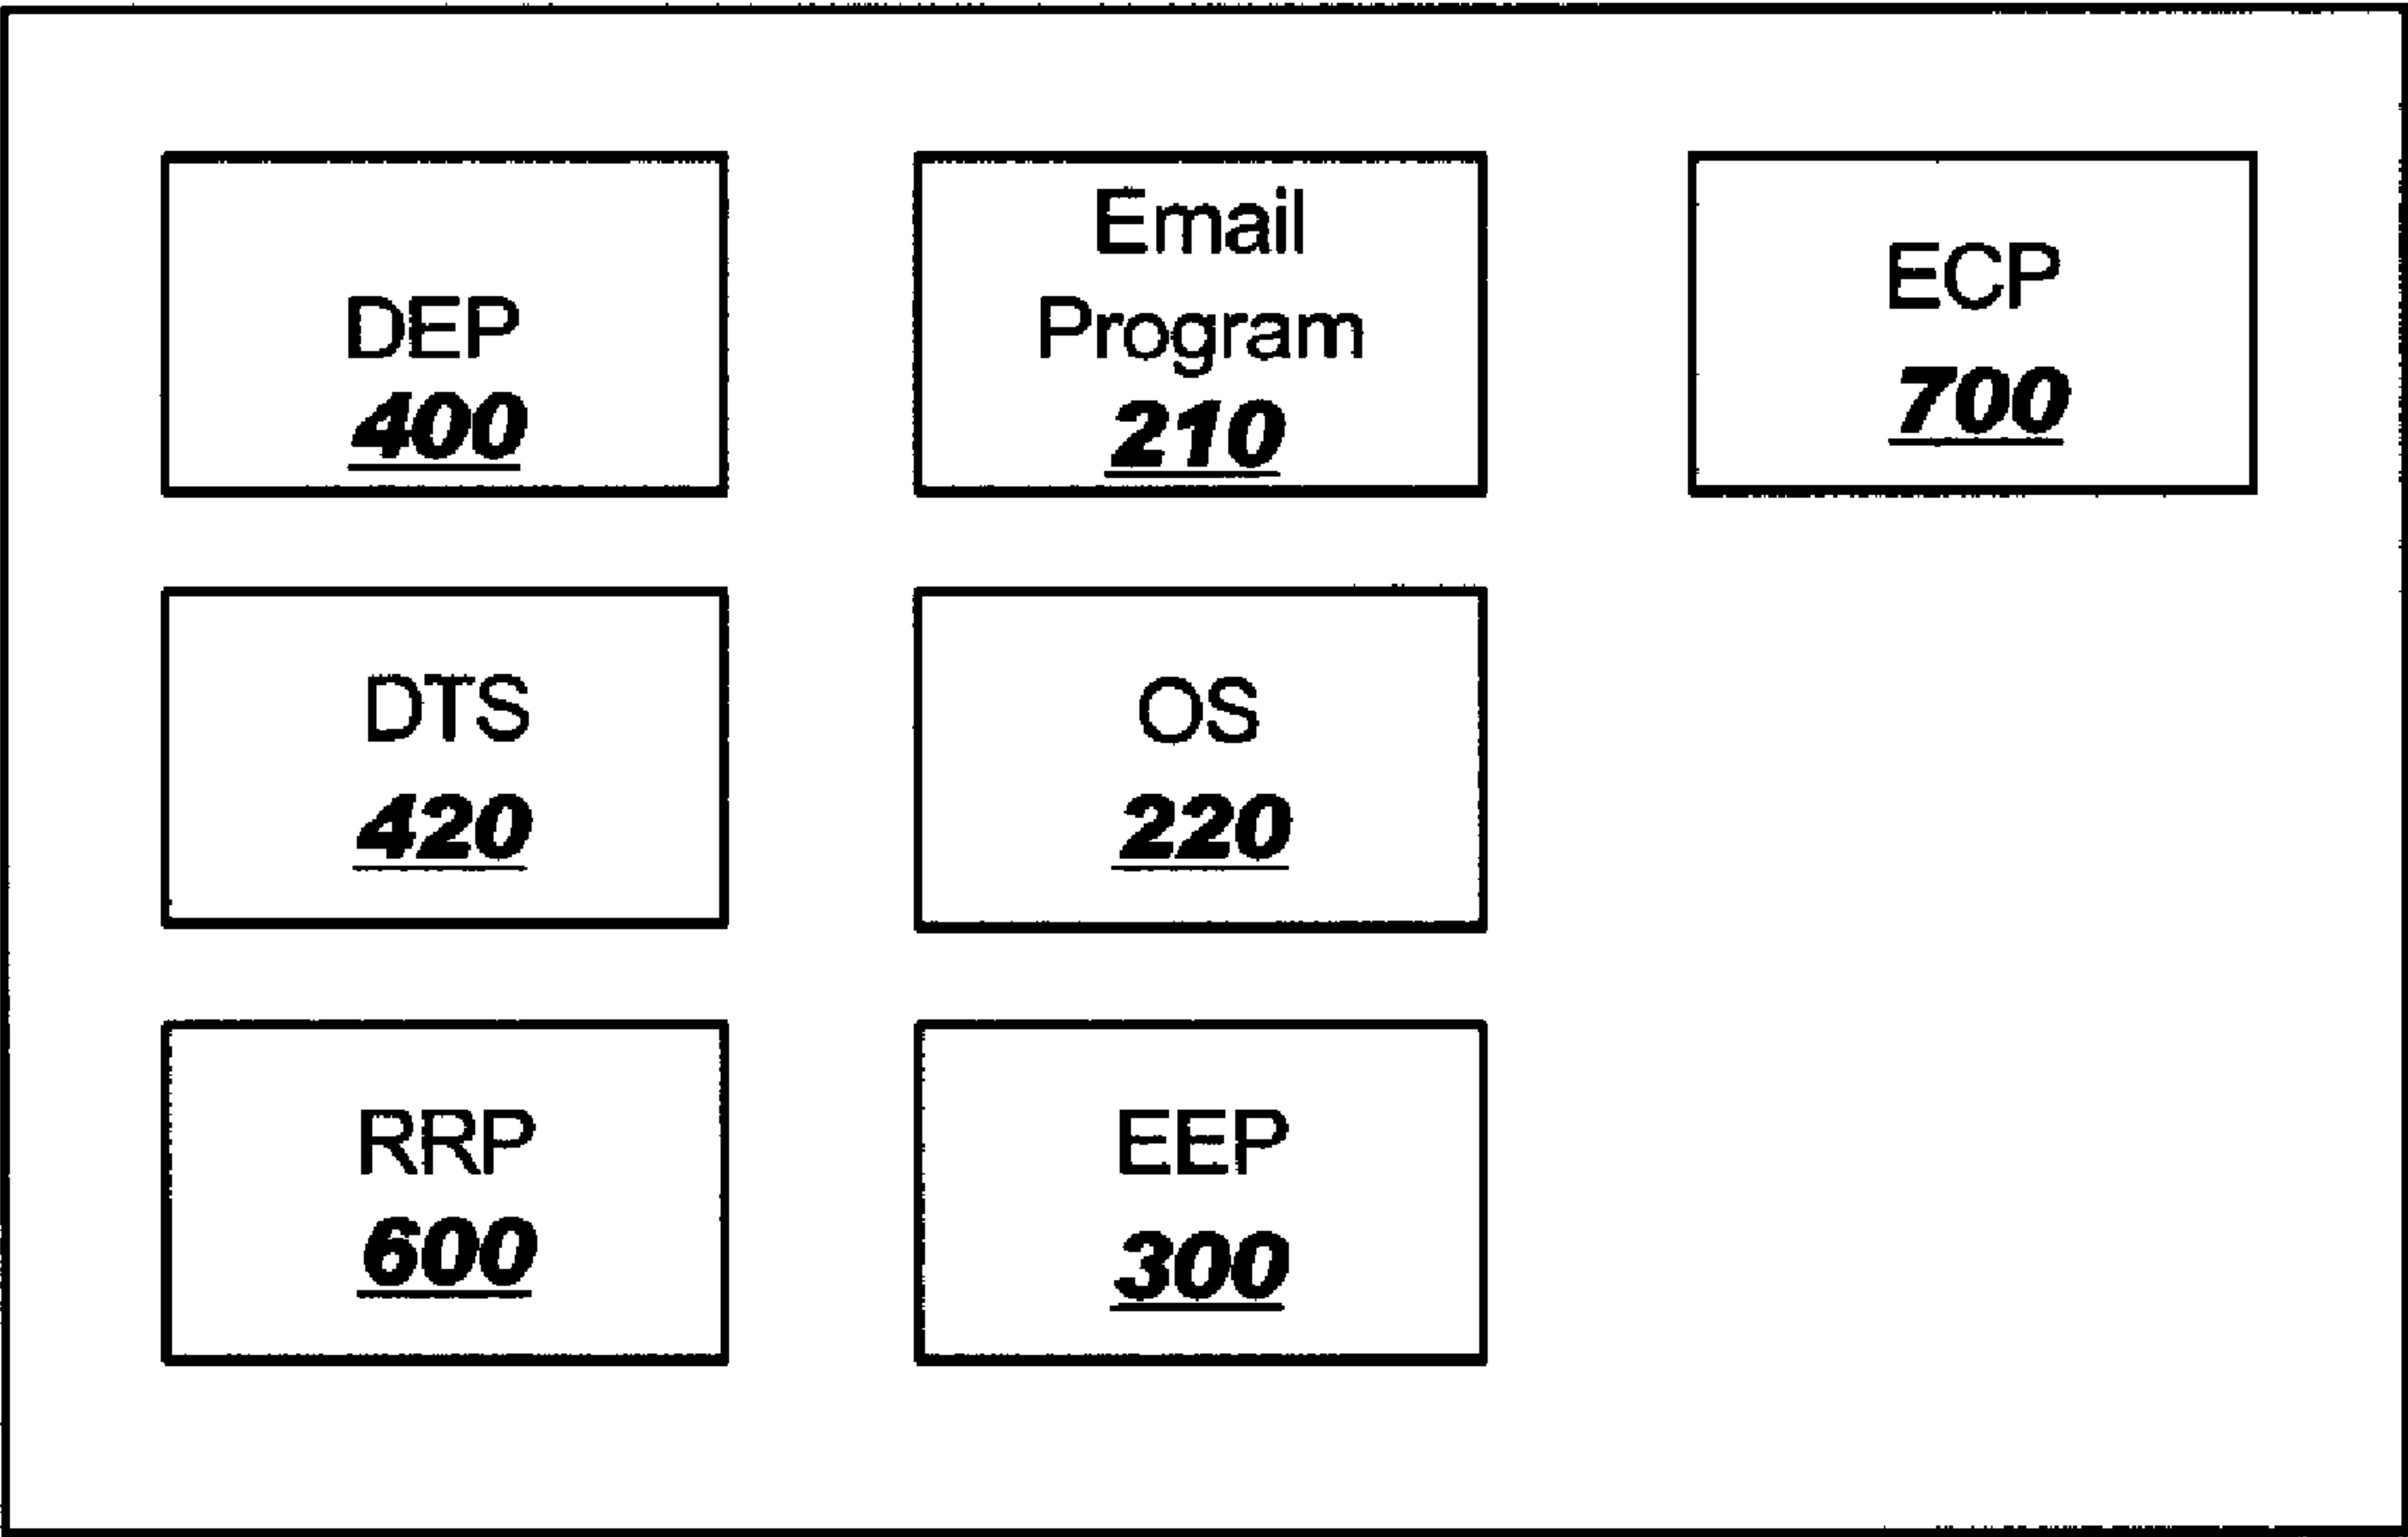 DEP
400
Email
Program
210
ECP
700
DTS
420
OS
220
RRP
600
EEP
300